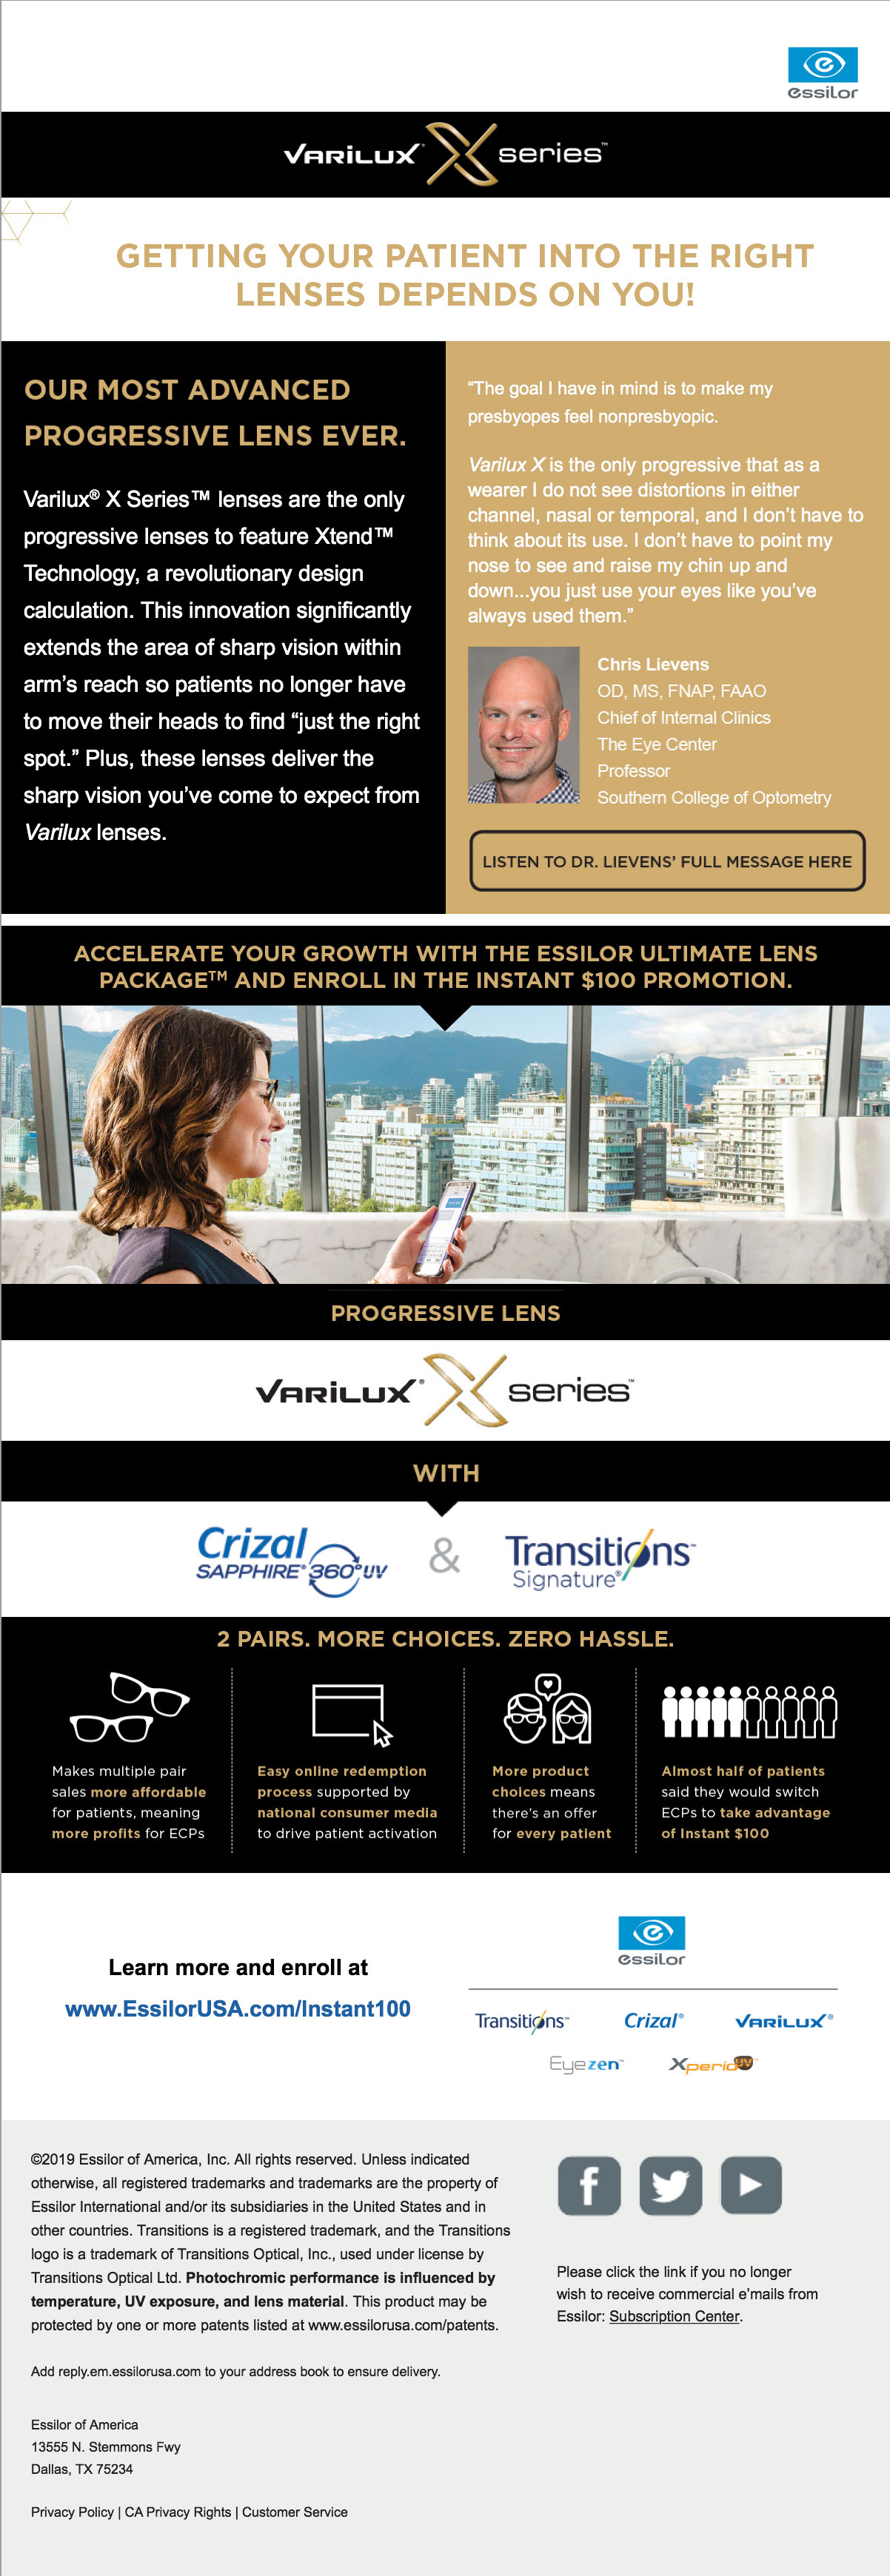 essilor
VARILUX® X series™
GETTING YOUR PATIENT INTO THE RIGHT
LENSES DEPENDS ON YOU!
OUR MOST ADVANCED
PROGRESSIVE LENS EVER.
Varilux® X Series™ lenses are the only
progressive lenses to feature Xtend™
Technology, a revolutionary design
calculation. This innovation significantly
extends the area of sharp vision within
arm’s reach so patients no longer have
to move their heads to find “just the right
spot.” Plus, these lenses deliver the
sharp vision you’ve come to expect from
Varilux lenses.
“The goal I have in mind is to make my
presbyopes feel nonpresbyopic.
Varilux X is the only progressive that as a
wearer I do not see distortions in either
channel, nasal or temporal, and I don’t have to
think about its use. I don’t have to point my
nose to see and raise my chin up and
down...you just use your eyes like you’ve
always used them.”
Chris Lievens
OD, MS, FNAP, FAAO
Chief of Internal Clinics
The Eye Center
Professor
Southern College of Optometry
LISTEN TO DR. LIEVENS’ FULL MESSAGE HERE
ACCELERATE YOUR GROWTH WITH THE ESSILOR ULTIMATE LENS
PACKAGE™ AND ENROLL IN THE INSTANT $100 PROMOTION.
PROGRESSIVE LENS
VARILUX® X series™
WITH
Crizal
SAPPHIRE® 360° UV
&
Transitions™
Signature®
2 PAIRS. MORE CHOICES. ZERO HASSLE.
Makes multiple pair
sales more affordable
for patients, meaning
more profits for ECPs
Easy online redemption
process supported by
national consumer media
to drive patient activation
More product
choices means
there’s an offer
for every patient
Almost half of patients
said they would switch
ECPs to take advantage
of Instant $100
Learn more and enroll at
www.EssilorUSA.com/Instant100
essilor
Transitions™ Crizal® VARILUX®
Eyezen™ Xperio UV™
©2019 Essilor of America, Inc. All rights reserved. Unless indicated
otherwise, all registered trademarks and trademarks are the property of
Essilor International and/or its subsidiaries in the United States and in
other countries. Transitions is a registered trademark, and the Transitions
logo is a trademark of Transitions Optical, Inc., used under license by
Transitions Optical Ltd. Photochromic performance is influenced by
temperature, UV exposure, and lens material. This product may be
protected by one or more patents listed at www.essilorusa.com/patents.
Add reply.em.essilorusa.com to your address book to ensure delivery.
Essilor of America
13555 N. Stemmons Fwy
Dallas, TX 75234
Privacy Policy | CA Privacy Rights | Customer Service
Please click the link if you no longer
wish to receive commercial e’mails from
Essilor: Subscription Center.